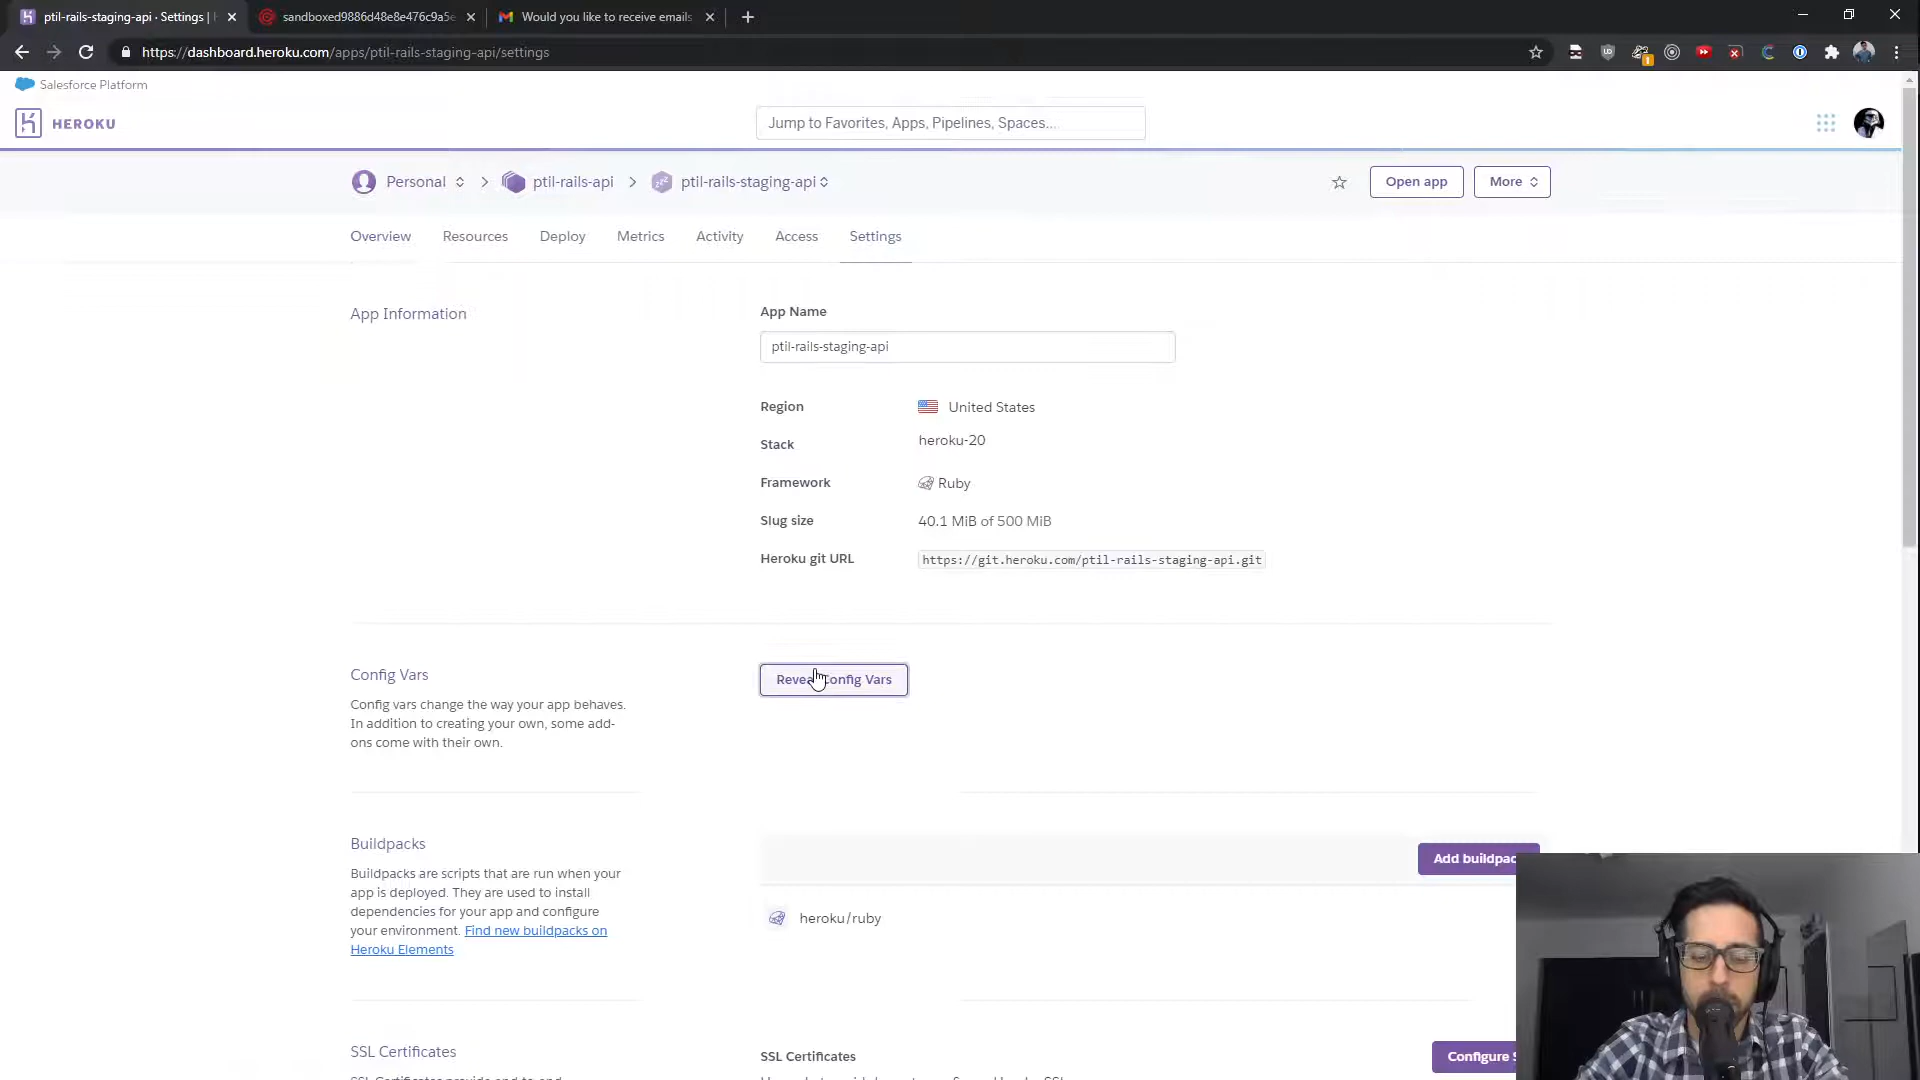 ptil-rails-staging-api · Settings |
sandboxed9886d48e8e476c9a5e
Would you like to receive emails
https://dashboard.heroku.com/apps/ptil-rails-staging-api/settings
Salesforce Platform
HEROKU
Jump to Favorites, Apps, Pipelines, Spaces...
Personal
ptil-rails-api
ptil-rails-staging-api
Open app
More
Overview
Resources
Deploy
Metrics
Activity
Access
Settings
App Information
App Name
ptil-rails-staging-api
Region
United States
Stack
heroku-20
Framework
Ruby
Slug size
40.1 MiB of 500 MiB
Heroku git URL
https://git.heroku.com/ptil-rails-staging-api.git
Config Vars
Reveal Config Vars
Config vars change the way your app behaves.
In addition to creating your own, some add-
ons come with their own.
Buildpacks
Add buildpac
Buildpacks are scripts that are run when your
app is deployed. They are used to install
dependencies for your app and configure
your environment. Find new buildpacks on
Heroku Elements
heroku/ruby
SSL Certificates
SSL Certificates
Configure S